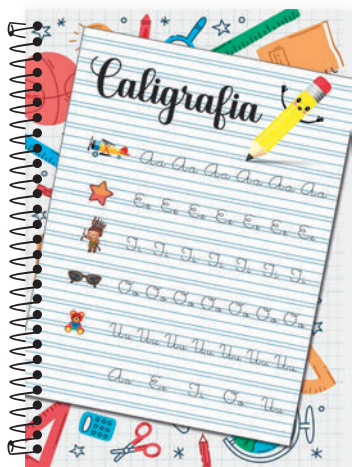 Caligrafia
Aa Aa Aa Aa Aa Aa Aa
Ee Ee Ee Ee Ee Ee Ee
Ii Ii Ii Ii Ii Ii Ii
Oo Oo Oo Oo Oo Oo Oo
Uu Uu Uu Uu Uu Uu Uu
Aa Ee Ii Oo Uu